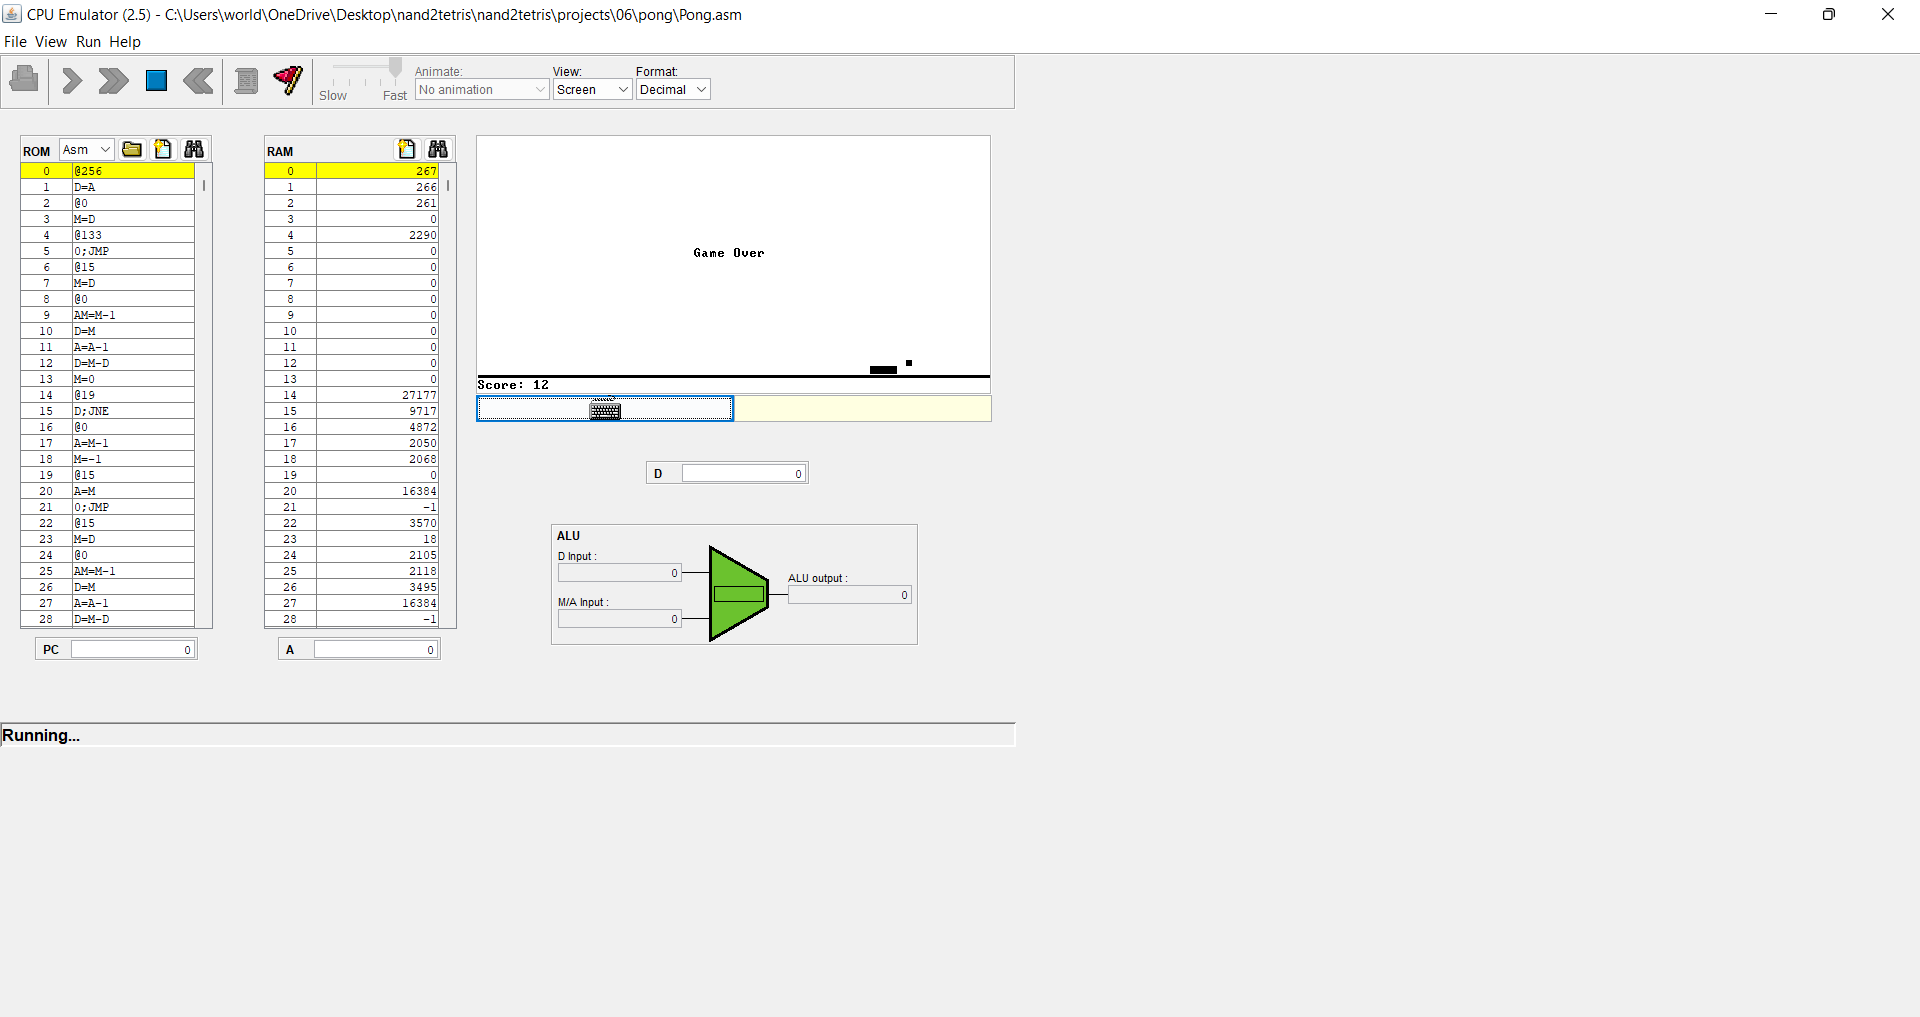 CPU Emulator (2.5) - C:\Users\world\OneDrive\Desktop\nand2tetris\nand2tetris\projects\06\pong\Pong.asm
File View Run Help
Slow Fast
Animate:
No animation
View:
Screen
Format:
Decimal
ROM Asm
0 @256
1 D=A
2 @0
3 M=D
4 @133
5 0;JMP
6 @15
7 M=D
8 @0
9 AM=M-1
10 D=M
11 A=A-1
12 D=M-D
13 M=0
14 @19
15 D;JNE
16 @0
17 A=M-1
18 M=-1
19 @15
20 A=M
21 0;JMP
22 @15
23 M=D
24 @0
25 AM=M-1
26 D=M
27 A=A-1
28 D=M-D
PC 0
RAM
0 267
1 266
2 261
3 0
4 2290
5 0
6 0
7 0
8 0
9 0
10 0
11 0
12 0
13 0
14 27177
15 9717
16 4872
17 2050
18 2068
19 0
20 16384
21 -1
22 3570
23 18
24 2105
25 2118
26 3495
27 16384
28 -1
A 0
Game Over
Score: 12
D 0
ALU
D Input :
0
M/A Input :
0
ALU output :
0
Running...